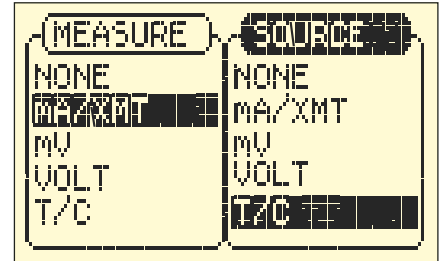 MEASURE
NONE
mA/XMT
mV
VOLT
T/C
SOURCE
NONE
mA/XMT
mV
VOLT
T/C